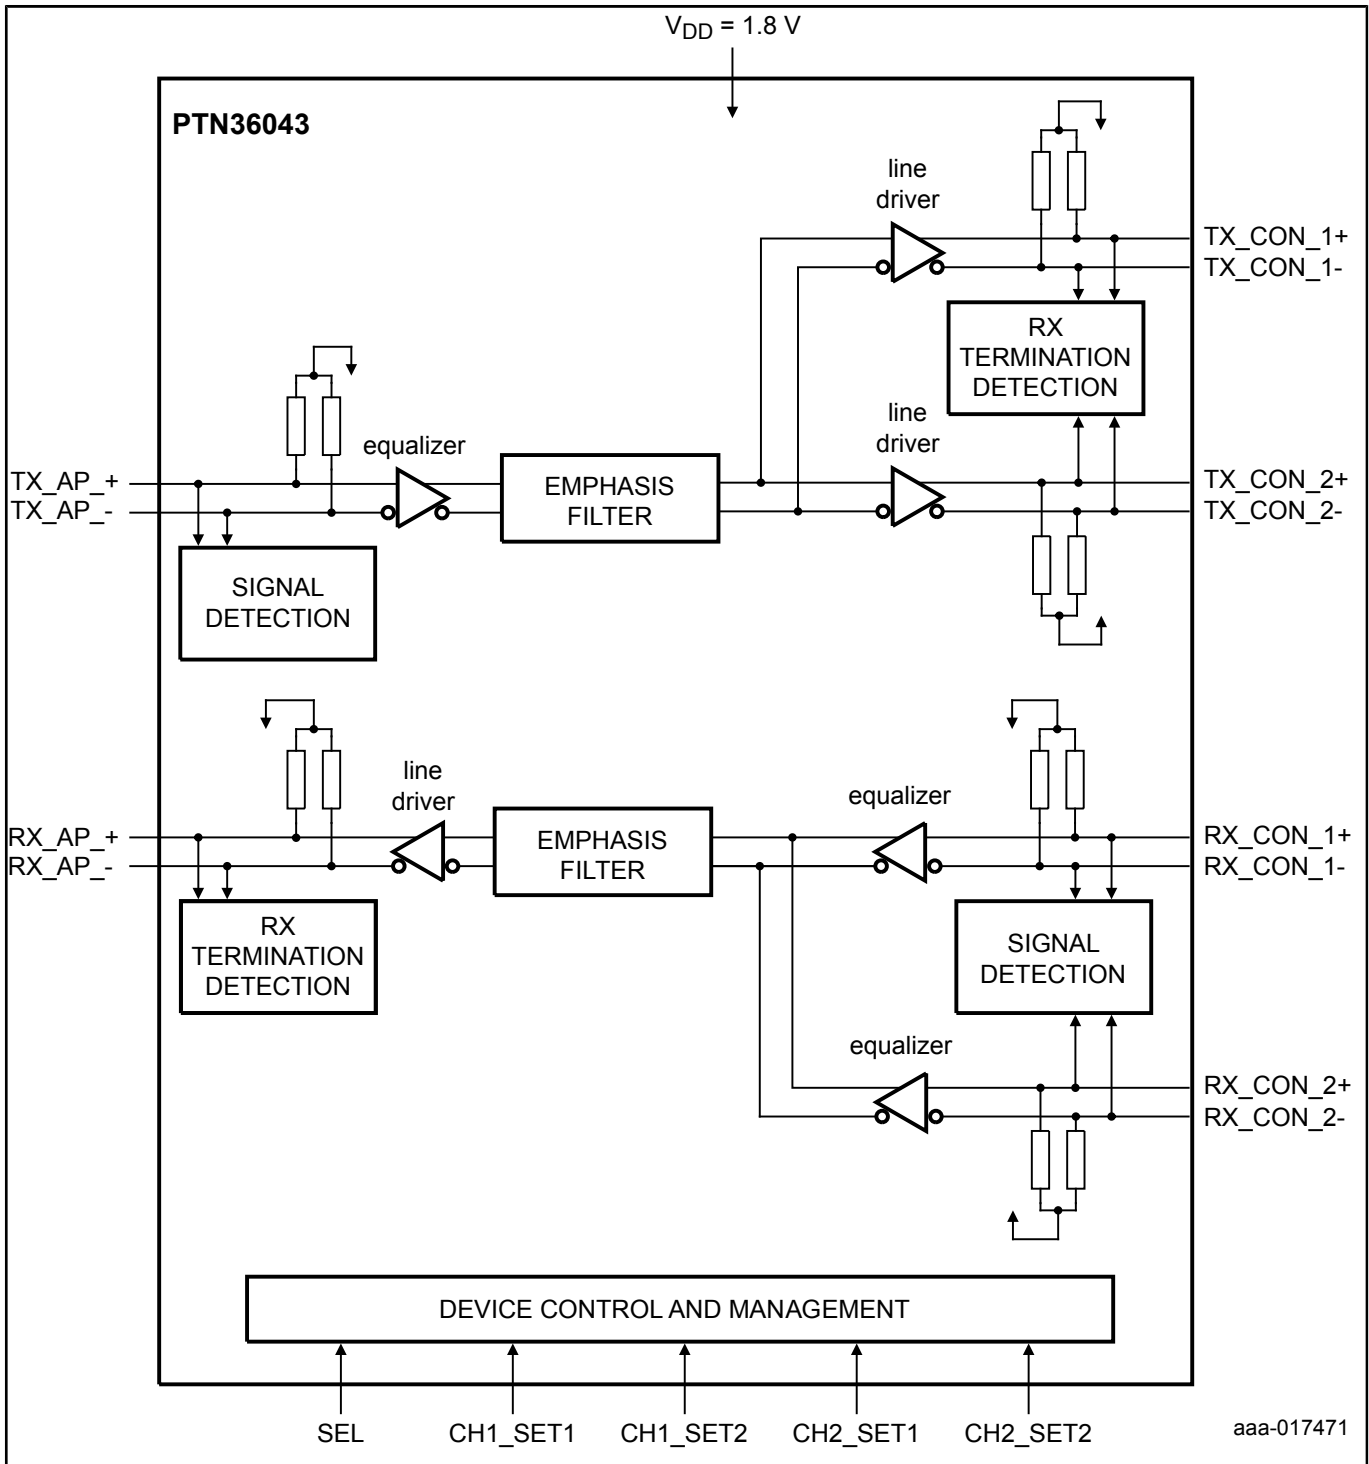 VDD = 1.8 V
PTN36043
line
driver
TX_CON_1+
TX_CON_1-
RX
TERMINATION
DETECTION
line
driver
equalizer
TX_AP_+
TX_AP_-
EMPHASIS
FILTER
TX_CON_2+
TX_CON_2-
SIGNAL
DETECTION
line
driver
equalizer
RX_AP_+
RX_AP_-
EMPHASIS
FILTER
RX_CON_1+
RX_CON_1-
RX
TERMINATION
DETECTION
SIGNAL
DETECTION
equalizer
RX_CON_2+
RX_CON_2-
DEVICE CONTROL AND MANAGEMENT
SEL
CH1_SET1
CH1_SET2
CH2_SET1
CH2_SET2
aaa-017471